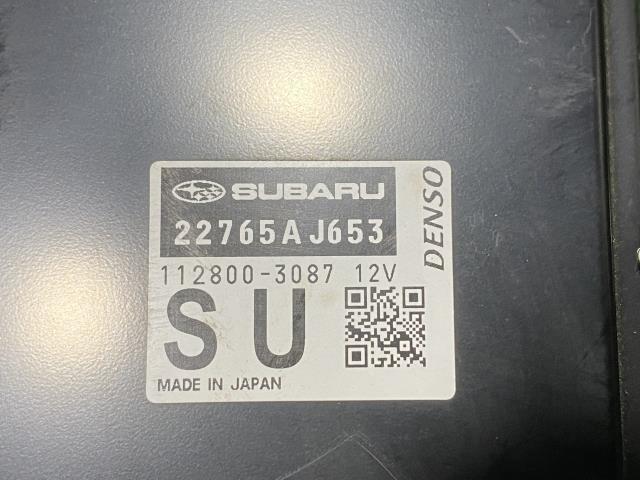 SUBARU
22765AJ653
DENSO
112800-3087 12V
SU
MADE IN JAPAN